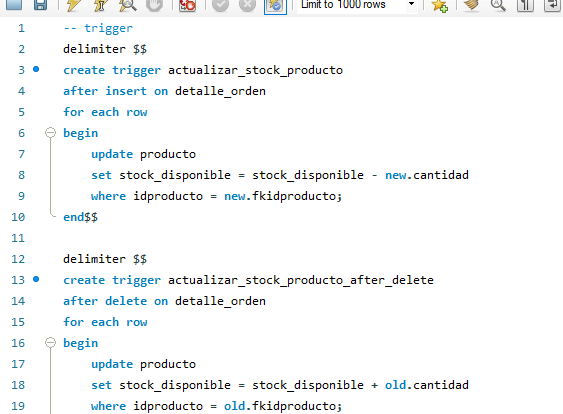 Limit to 1000 rows
1 -- trigger
2 delimiter $$
3 create trigger actualizar_stock_producto
4 after insert on detalle_orden
5 for each row
6 begin
7 update producto
8 set stock_disponible = stock_disponible - new.cantidad
9 where idproducto = new.fkidproducto;
10 end$$
11
12 delimiter $$
13 create trigger actualizar_stock_producto_after_delete
14 after delete on detalle_orden
15 for each row
16 begin
17 update producto
18 set stock_disponible = stock_disponible + old.cantidad
19 where idproducto = old.fkidproducto;